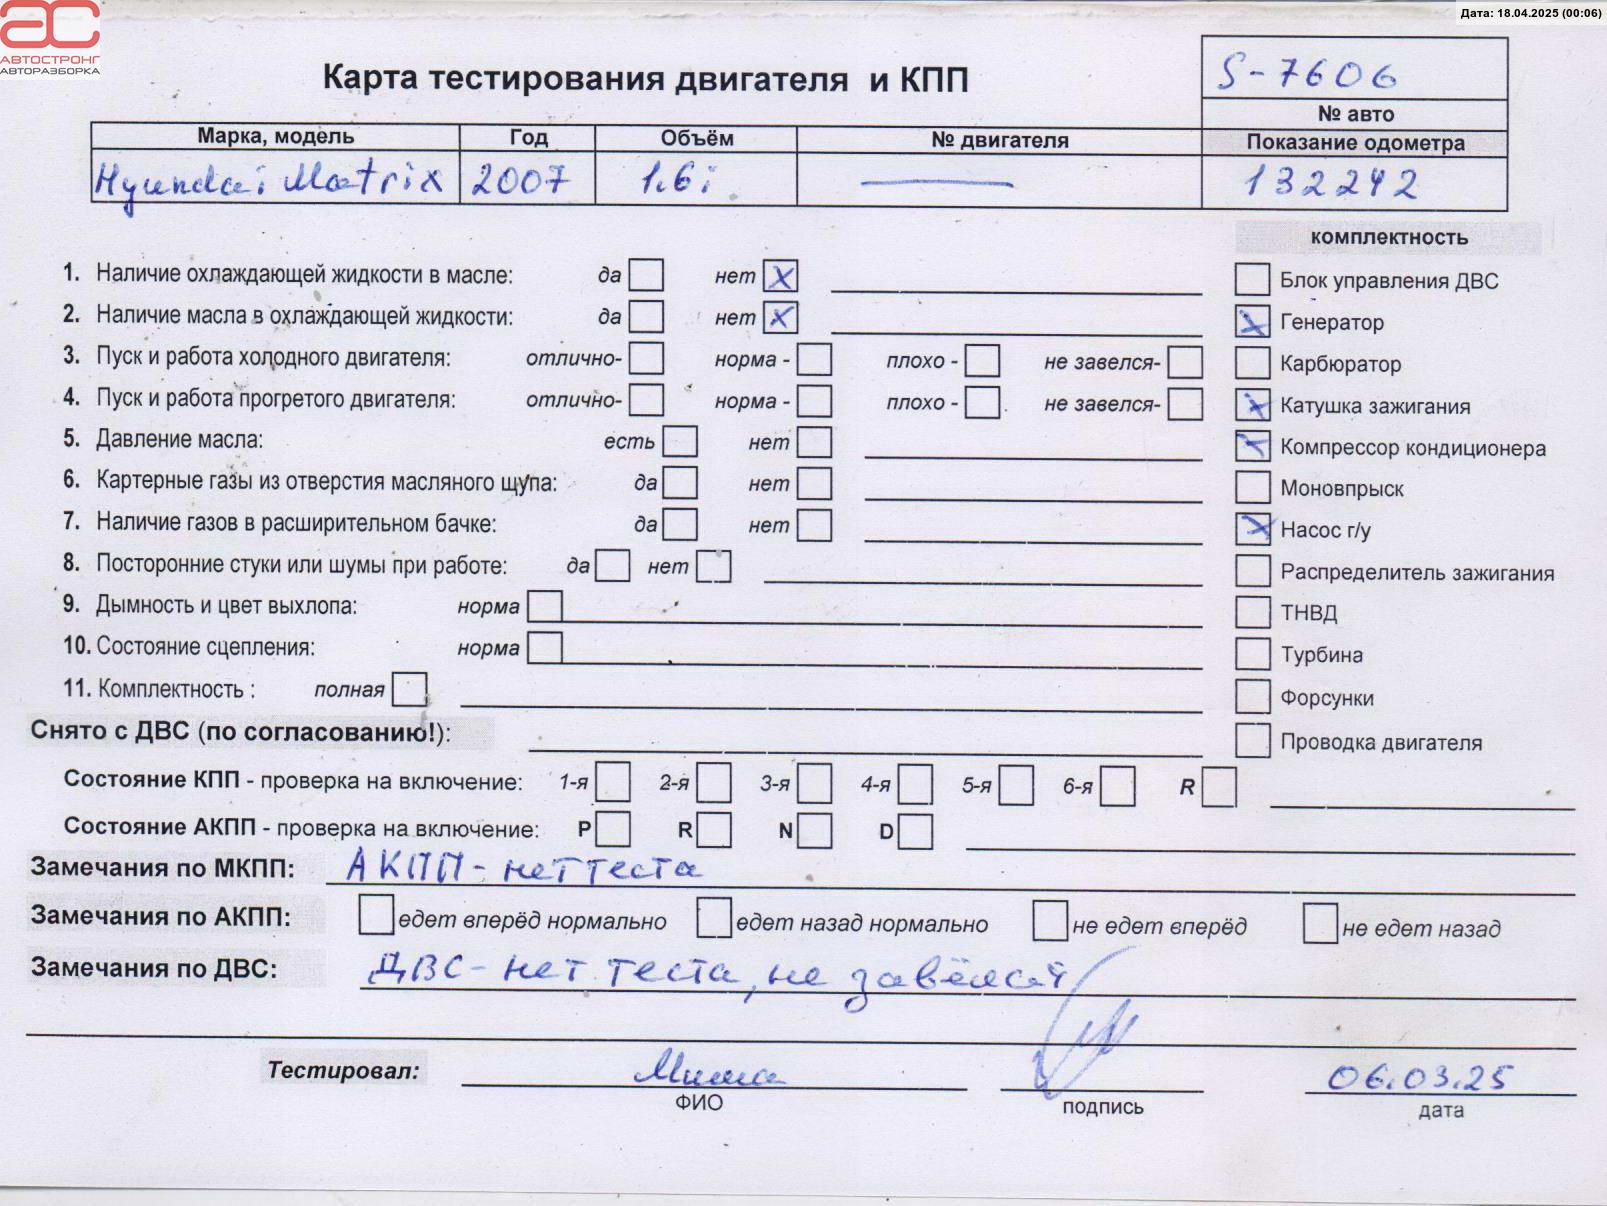 Дата: 18.04.2025 (00:06)
АС
АВТОСТРОНГ
АВТОРАЗБОРКА
Карта тестирования двигателя и КПП
S-7606
№ авто
Марка, модель Год Объём № двигателя Показание одометра
Hyundai Matrix 2007 1.6i — 132242
комплектность
1. Наличие охлаждающей жидкости в масле: да нет X
Блок управления ДВС
2. Наличие масла в охлаждающей жидкости: да нет X
X Генератор
3. Пуск и работа холодного двигателя: отлично- норма - плохо - не завелся-
Карбюратор
4. Пуск и работа прогретого двигателя: отлично- норма - плохо - не завелся-
X Катушка зажигания
5. Давление масла: есть нет
X Компрессор кондиционера
6. Картерные газы из отверстия масляного щупа: да нет
Моновпрыск
7. Наличие газов в расширительном бачке: да нет
X Насос г/у
8. Посторонние стуки или шумы при работе: да нет
Распределитель зажигания
9. Дымность и цвет выхлопа: норма
ТНВД
10. Состояние сцепления: норма
Турбина
11. Комплектность : полная
Форсунки
Снято с ДВС (по согласованию!):
Проводка двигателя
Состояние КПП - проверка на включение: 1-я 2-я 3-я 4-я 5-я 6-я R
Состояние АКПП - проверка на включение: P R N D
Замечания по МКПП: АКПП - нет теста
Замечания по АКПП: едет вперёд нормально едет назад нормально не едет вперёд не едет назад
Замечания по ДВС: ДВС - нет теста, не завёлся
Тестировал: Миша 06.03.25
ФИО подпись дата